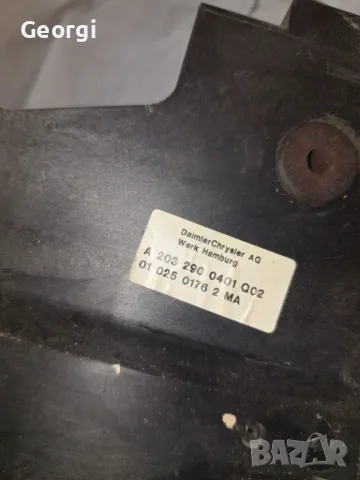 Georgi
DaimlerChrysler AG
Werk Hamburg
A 203 290 0401 Q02
01 025 0176 2 MA
BAZAR